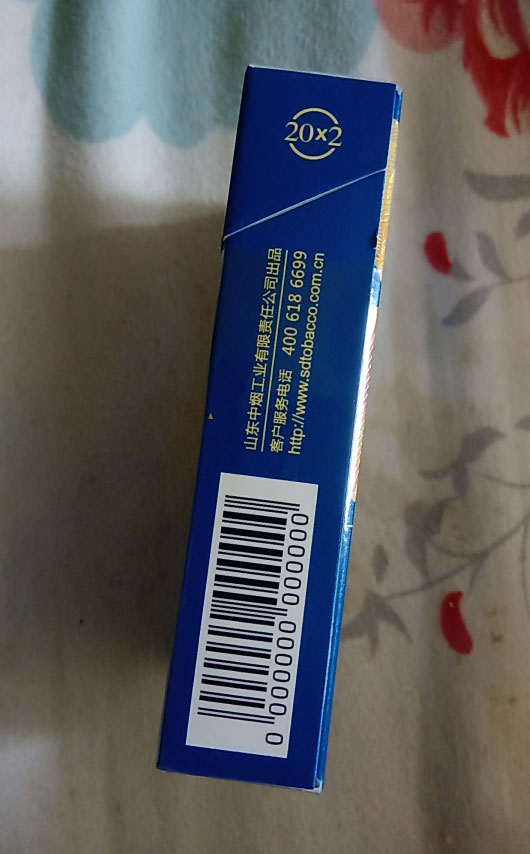 20x2
山东中烟工业有限责任公司出品
客户服务电话 400 618 6699
http://www.sdtobacco.com.cn
0 000000 000000